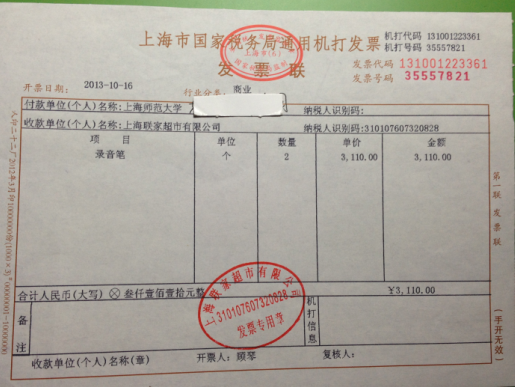 上海市国家税务局通用机打发票
机打代码 131001223361
机打号码 35557821
发票联
发票代码 131001223361
发票号码 35557821
开票日期: 2013-10-16 行业分类: 商业
付款单位(个人)名称:上海师范大学 纳税人识别码:
收款单位(个人)名称:上海联家超市有限公司 纳税人识别码:310107607320828
项目 单位 数量 单价 金额
录音笔 个 2 3,110.00 3,110.00
合计人民币(大写) ⊗ 叁仟壹佰壹拾元整 ¥3,110.00
备注
机打信息
上海联家超市有限公司
310107607320828
发票专用章
收款单位(个人)名称(章) 开票人: 顾琴 复核人:
第一联 发票联
(手开无效)